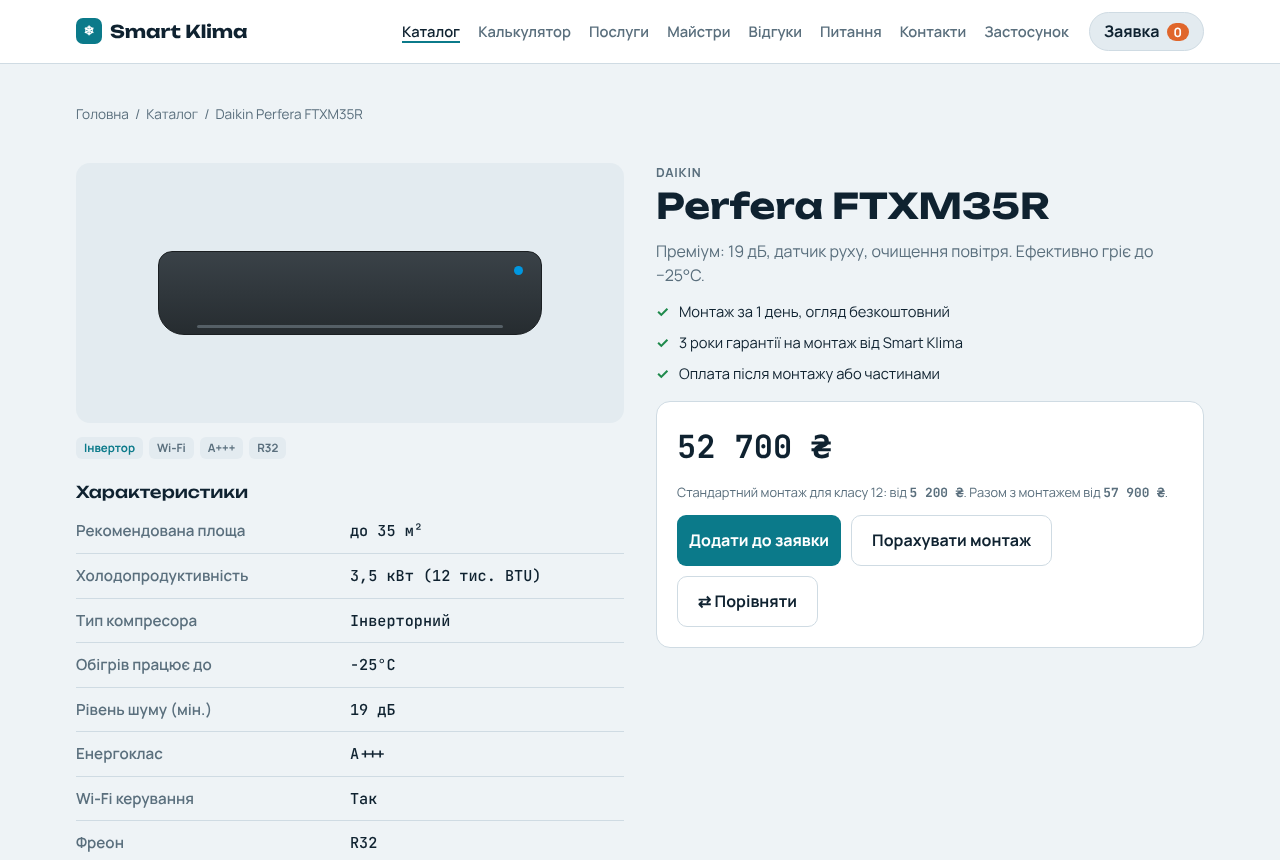 ❄ Smart Klima
Каталог Калькулятор Послуги Майстри Відгуки Питання Контакти Застосунок Заявка 0
Головна / Каталог / Daikin Perfera FTXM35R
DAIKIN
Perfera FTXM35R
Преміум: 19 дБ, датчик руху, очищення повітря. Ефективно гріє до
−25°C.
✓ Монтаж за 1 день, огляд безкоштовний
✓ 3 роки гарантії на монтаж від Smart Klima
✓ Оплата після монтажу або частинами
52 700 ₴
Стандартний монтаж для класу 12: від 5 200 ₴. Разом з монтажем від 57 900 ₴.
Додати до заявки Порахувати монтаж
⇄ Порівняти
Інвертор Wi-Fi A+++ R32
Характеристики
Рекомендована площа до 35 м²
Холодопродуктивність 3,5 кВт (12 тис. BTU)
Тип компресора Інверторний
Обігрів працює до -25°C
Рівень шуму (мін.) 19 дБ
Енергоклас A+++
Wi-Fi керування Так
Фреон R32